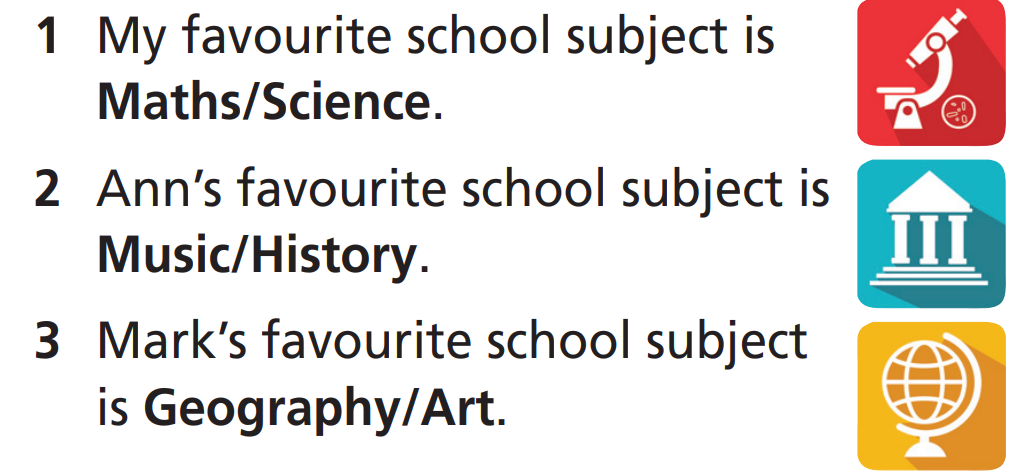 1 My favourite school subject is
Maths/Science.
2 Ann’s favourite school subject is
Music/History.
3 Mark’s favourite school subject
is Geography/Art.